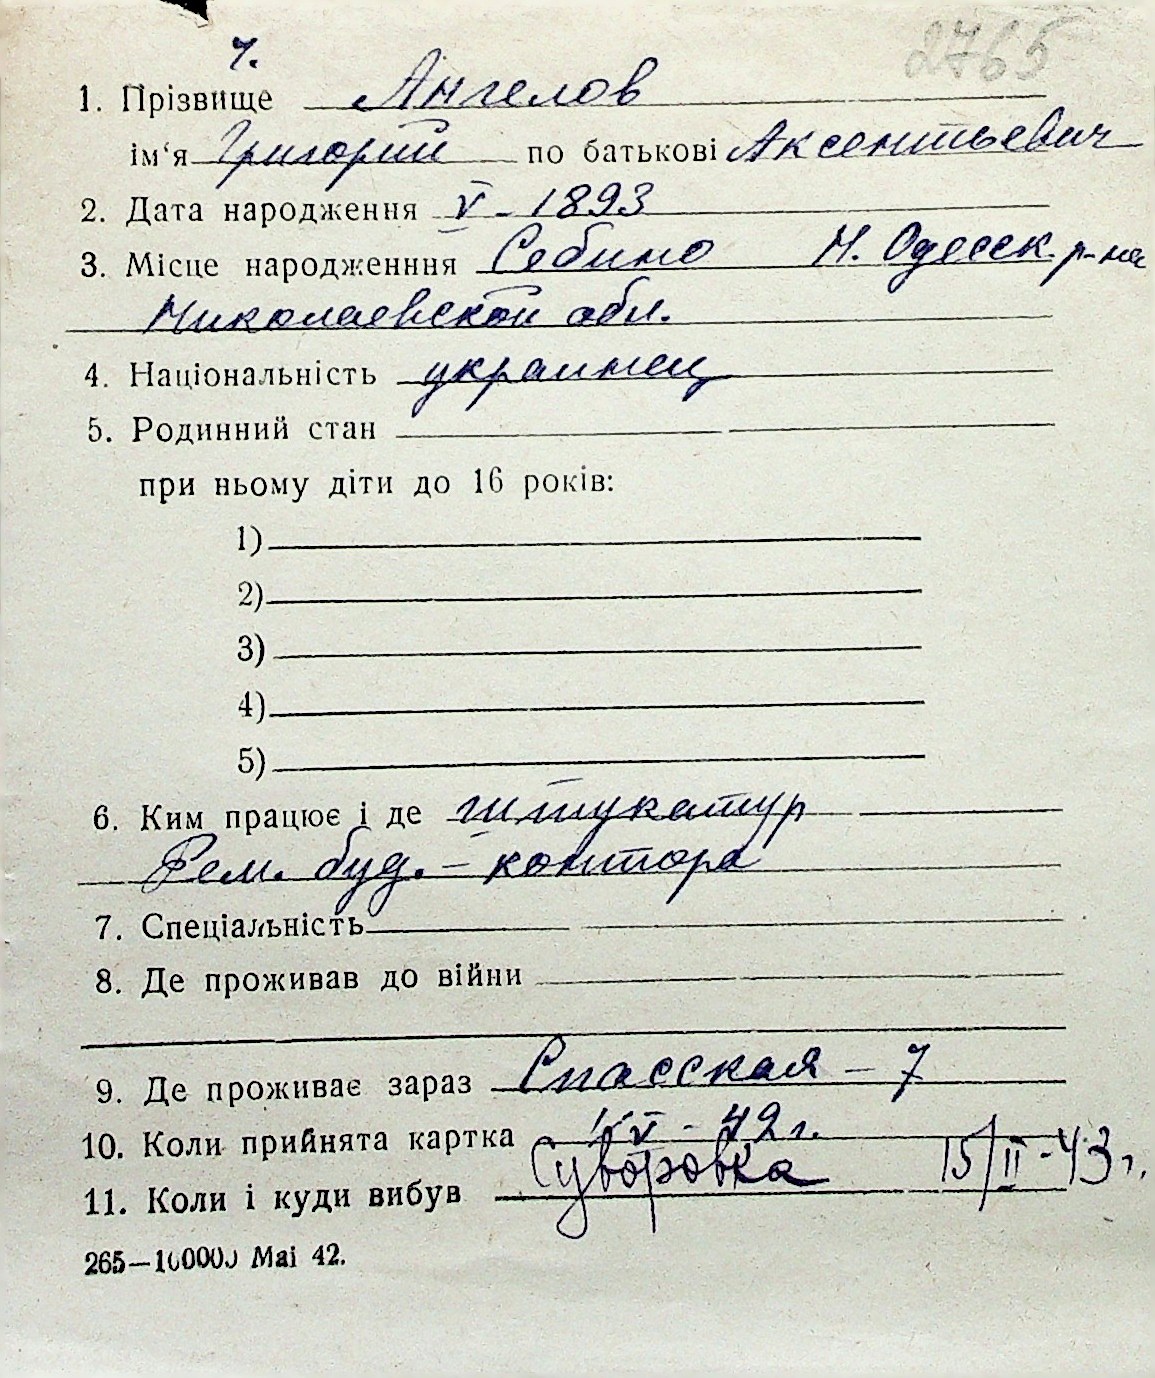 2765
ч.
1. Прізвище Ангелов
ім‘я Григорий по батькові Аксентьевич
2. Дата народження V - 1893
3. Місце народженння Себино Н. Одесск. р-на
Николаевской обл.
4. Національність украинец
5. Родинний стан
при ньому діти до 16 років:
1)
2)
3)
4)
5)
6. Ким працює і де штукатур
Рем. буд. - контора
7. Спеціальність
8. Де проживав до війни
9. Де проживає зараз Спасская - 7
10. Коли прийнята картка V - 42 г.
11. Коли і куди вибув Суворовка 15/II - 43 г.
265—10000 Маі 42.